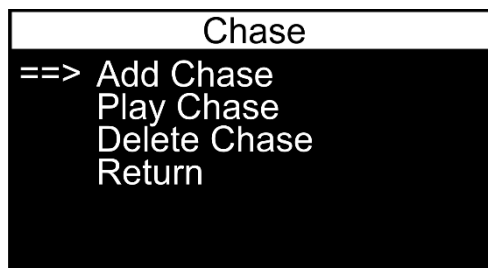 Chase
==> Add Chase
Play Chase
Delete Chase
Return